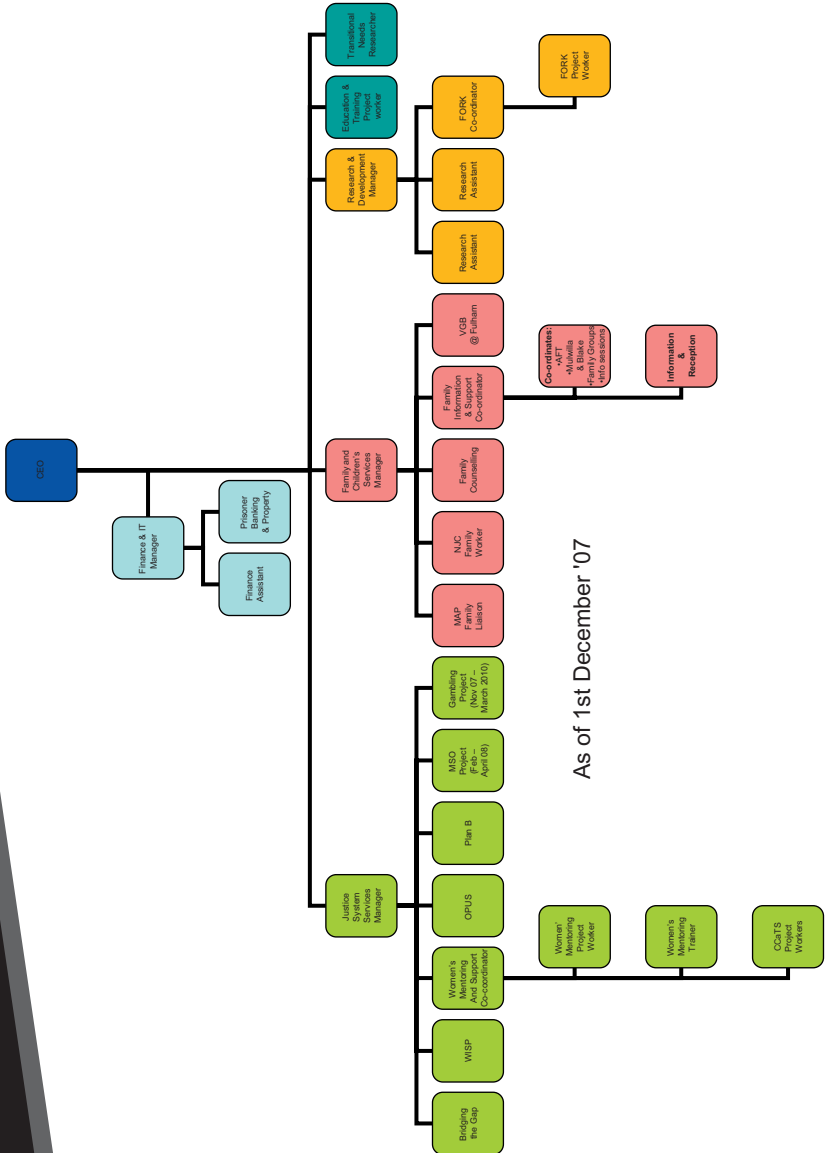 CEO
Finance & IT
Manager
Finance
Assistant
Prisoner
Banking
& Property
Justice
System
Services
Manager
Family and
Children's
Services
Manager
Research &
Development
Manager
Education &
Training
Project
worker
Transitional
Needs
Researcher
Bridging
the Gap
WISP
Women's
Mentoring
And Support
Co-coordinator
OPUS
Plan B
MSO
Project
(Feb –
April 08)
Gambling
Project
(Nov 07 –
March 2010)
MAP
Family
Liaison
NJC
Family
Worker
Family
Counselling
Family
Information
& Support
Co-ordinator
VGB
@ Fulham
Research
Assistant
Research
Assistant
FORK
Co-ordinator
Women'
Mentoring
Project
Worker
Women's
Mentoring
Trainer
CCaTS
Project
Workers
Co-ordinates:
•AFT
•Mulwilla
& Blake
•Family Groups
•Info sessions
Information
&
Reception
FORK
Project
Worker
As of 1st December '07